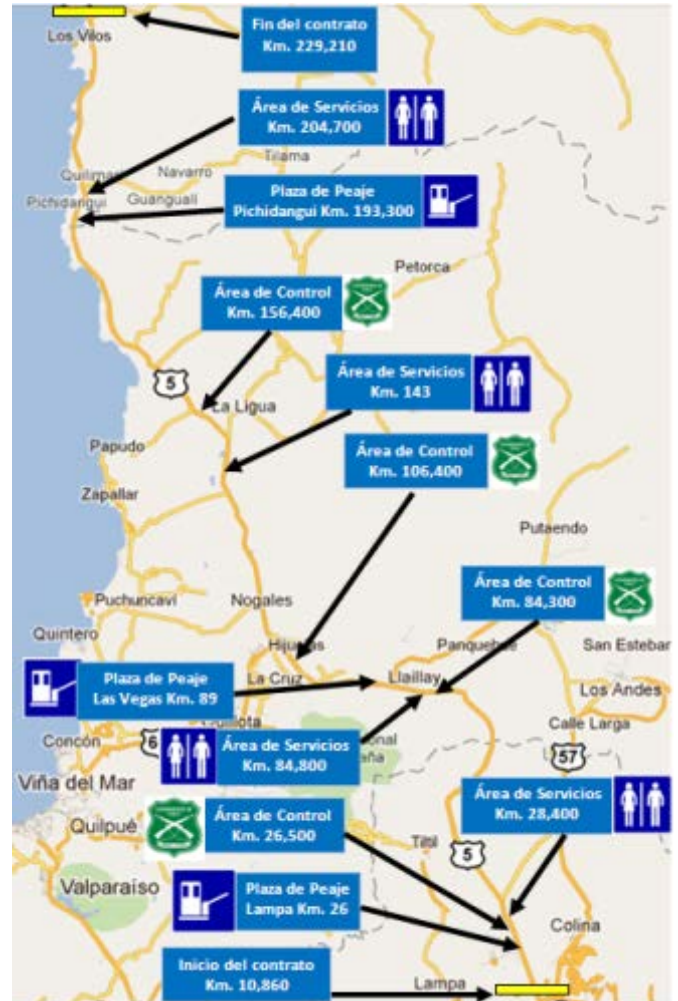 Fin del contrato
Km. 229,210
Los Vilos
Área de Servicios
Km. 204,700
Tilama
Quilimar
Navarro
Plaza de Peaje
Pichidangui Km. 193,300
Pichidangui
Guanguali
Petorca
Área de Control
Km. 156,400
5
Área de Servicios
Km. 143
La Ligua
Papudo
Área de Control
Km. 106,400
Zapallar
Putaendo
Área de Control
Km. 84,300
Puchuncavi
Nogales
Quintero
Hijuelas
Panquehue
San Estebar
Plaza de Peaje
Las Vegas Km. 89
La Cruz
Llaillay
Los Andes
Calle Larga
Concón
6
Área de Servicios
Km. 84,800
57
Viña del Mar
Área de Servicios
Km. 28,400
Quilpué
Área de Control
Km. 26,500
Tiltil
5
Valparaíso
Plaza de Peaje
Lampa Km. 26
Colina
Inicio del contrato
Km. 10,860
Lampa